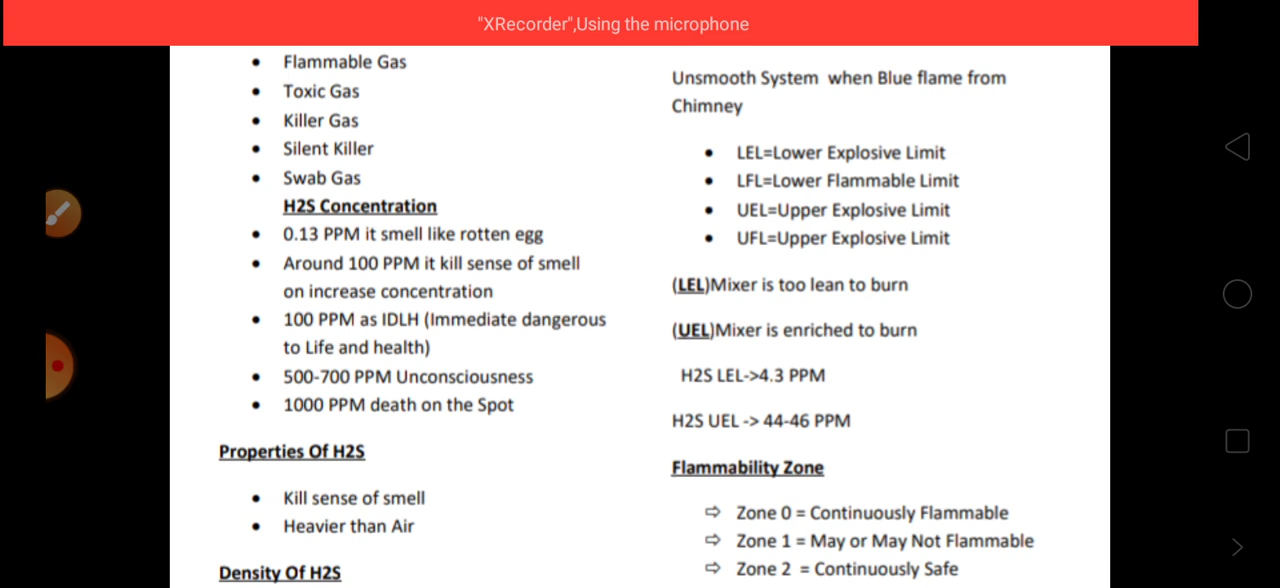 "XRecorder",Using the microphone
• Flammable Gas
• Toxic Gas
• Killer Gas
• Silent Killer
• Swab Gas
H2S Concentration
• 0.13 PPM it smell like rotten egg
• Around 100 PPM it kill sense of smell
on increase concentration
• 100 PPM as IDLH (Immediate dangerous
to Life and health)
• 500-700 PPM Unconsciousness
• 1000 PPM death on the Spot
Properties Of H2S
• Kill sense of smell
• Heavier than Air
Density Of H2S
Unsmooth System when Blue flame from
Chimney
• LEL=Lower Explosive Limit
• LFL=Lower Flammable Limit
• UEL=Upper Explosive Limit
• UFL=Upper Explosive Limit
(LEL)Mixer is too lean to burn
(UEL)Mixer is enriched to burn
H2S LEL->4.3 PPM
H2S UEL -> 44-46 PPM
Flammability Zone
⇨ Zone 0 = Continuously Flammable
⇨ Zone 1 = May or May Not Flammable
⇨ Zone 2 = Continuously Safe